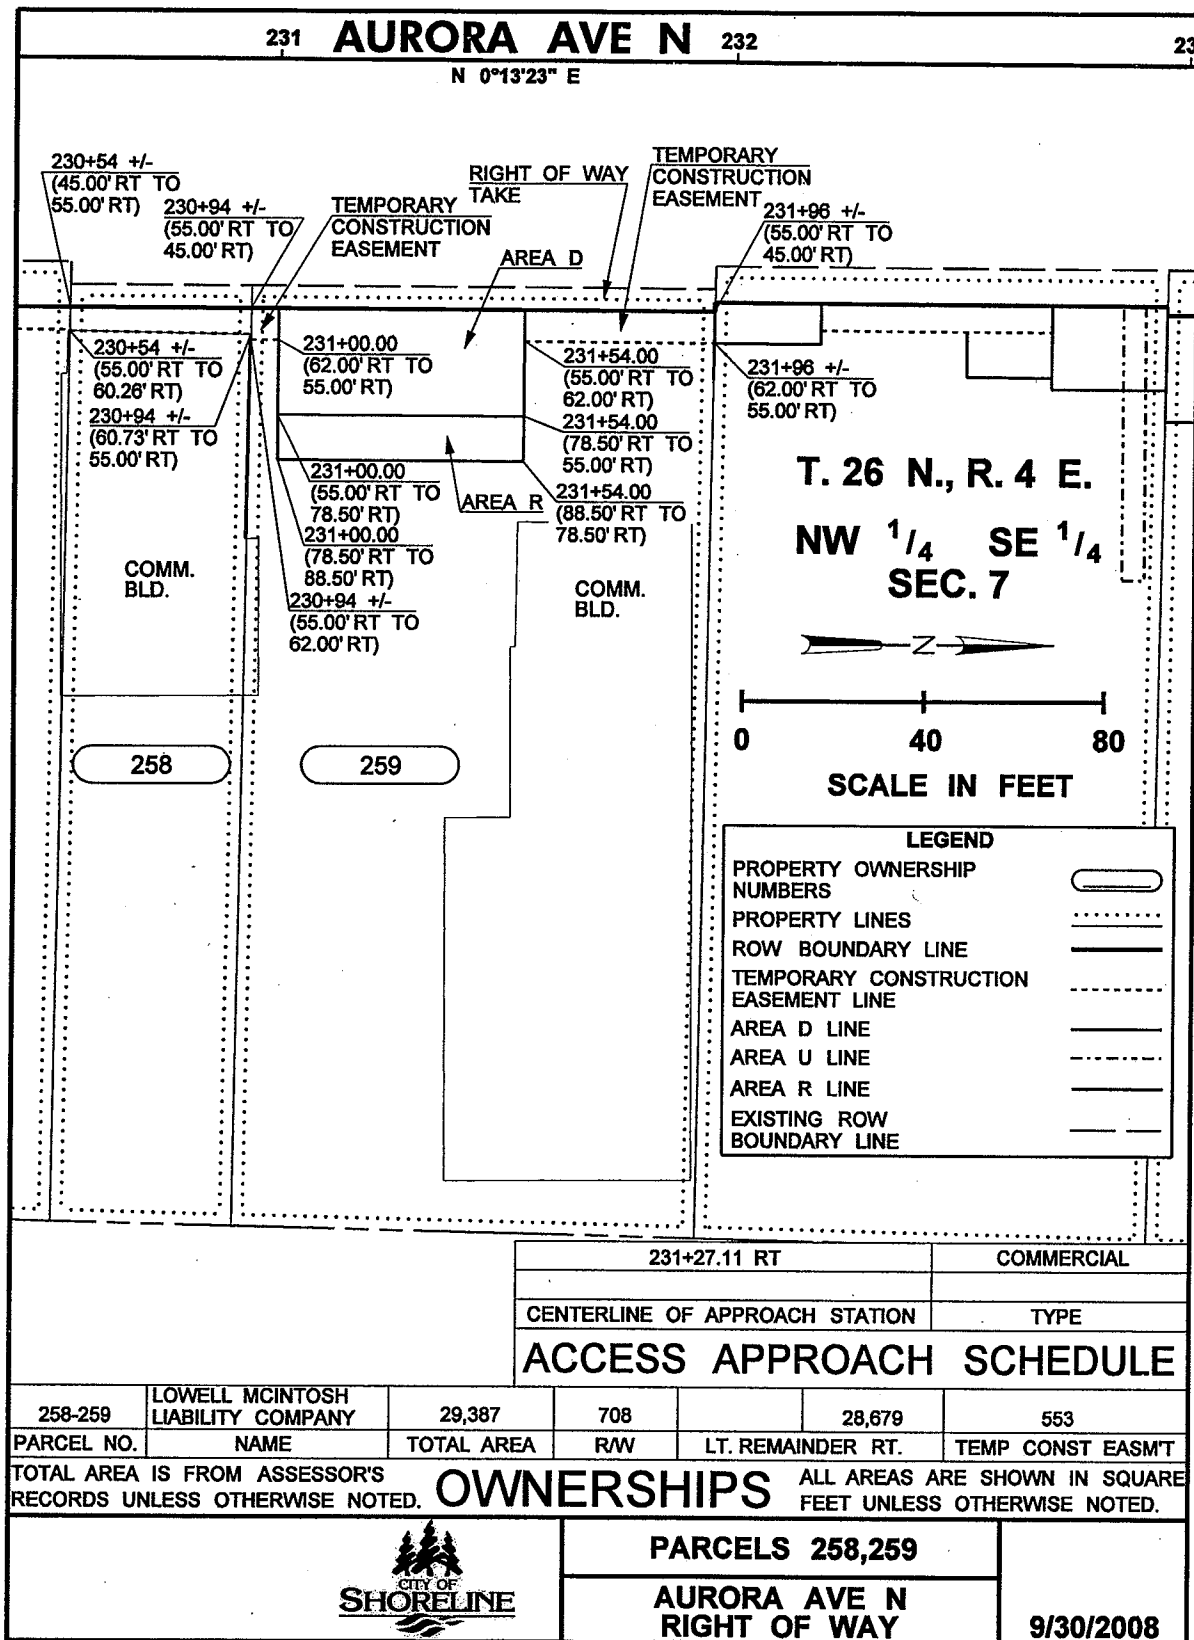 231 AURORA AVE N 232 23
N 0°13'23" E
230+54 +/-
(45.00' RT TO
55.00' RT)
230+94 +/-
(55.00' RT TO
45.00' RT)
TEMPORARY
CONSTRUCTION
EASEMENT
RIGHT OF WAY
TAKE
AREA D
TEMPORARY
CONSTRUCTION
EASEMENT
231+96 +/-
(55.00' RT TO
45.00' RT)
230+54 +/-
(55.00' RT TO
60.26' RT)
230+94 +/-
(60.73' RT TO
55.00' RT)
231+00.00
(62.00' RT TO
55.00' RT)
231+54.00
(55.00' RT TO
62.00' RT)
231+54.00
(78.50' RT TO
55.00' RT)
231+96 +/-
(62.00' RT TO
55.00' RT)
231+00.00
(55.00' RT TO
78.50' RT)
AREA R
231+54.00
(88.50' RT TO
78.50' RT)
231+00.00
(78.50' RT TO
88.50' RT)
230+94 +/-
(55.00' RT TO
62.00' RT)
COMM.
BLD.
COMM.
BLD.
T. 26 N., R. 4 E.
NW 1/4 SE 1/4
SEC. 7
N
0 40 80
SCALE IN FEET
258
259
LEGEND
PROPERTY OWNERSHIP
NUMBERS
PROPERTY LINES
ROW BOUNDARY LINE
TEMPORARY CONSTRUCTION
EASEMENT LINE
AREA D LINE
AREA U LINE
AREA R LINE
EXISTING ROW
BOUNDARY LINE
231+27.11 RT COMMERCIAL
CENTERLINE OF APPROACH STATION TYPE
ACCESS APPROACH SCHEDULE
258-259 LOWELL MCINTOSH
LIABILITY COMPANY 29,387 708 28,679 553
PARCEL NO. NAME TOTAL AREA R/W LT. REMAINDER RT. TEMP CONST EASM'T
TOTAL AREA IS FROM ASSESSOR'S
RECORDS UNLESS OTHERWISE NOTED.
OWNERSHIPS
ALL AREAS ARE SHOWN IN SQUARE
FEET UNLESS OTHERWISE NOTED.
CITY OF
SHORELINE
PARCELS 258,259
AURORA AVE N
RIGHT OF WAY
9/30/2008